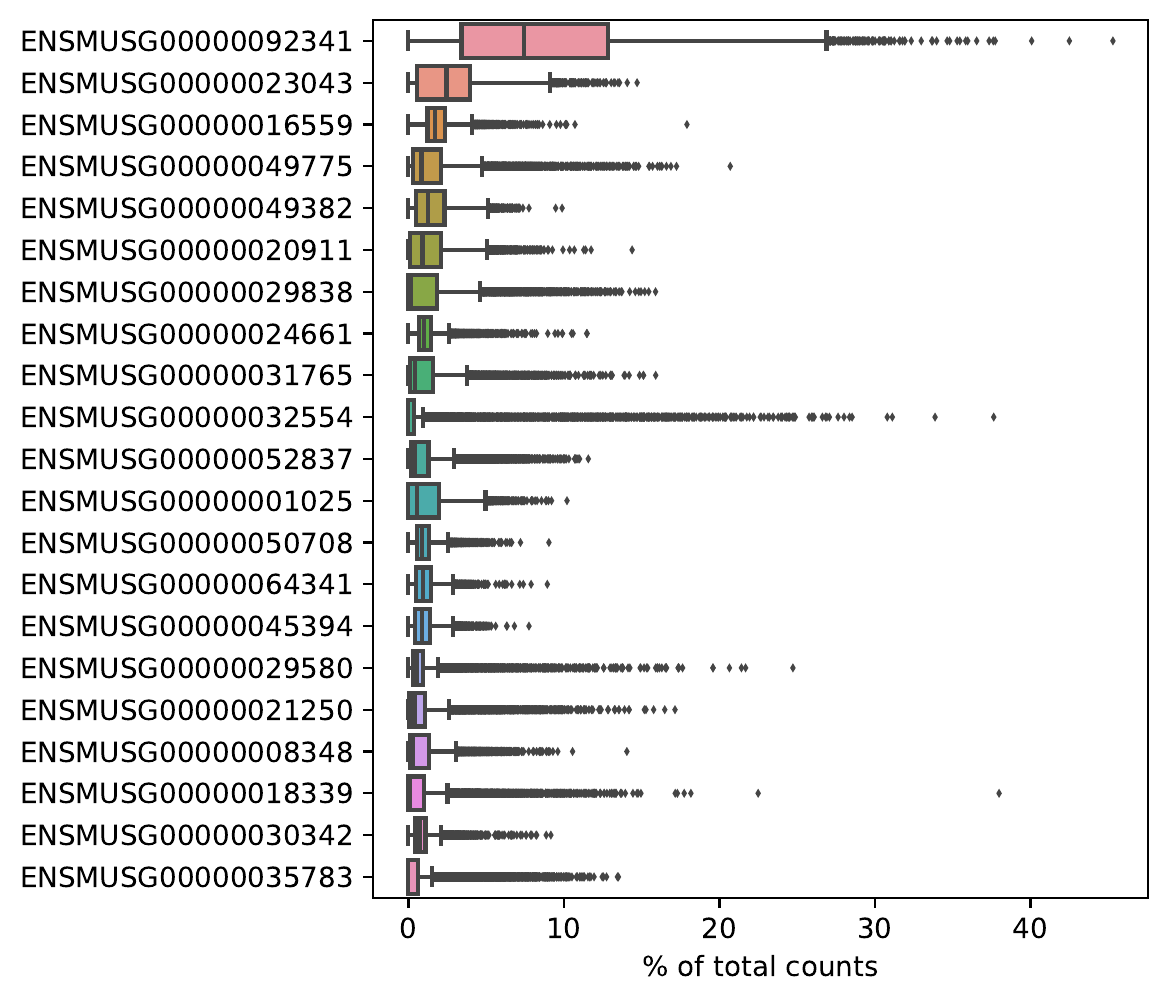 ENSMUSG00000092341
ENSMUSG00000023043
ENSMUSG00000016559
ENSMUSG00000049775
ENSMUSG00000049382
ENSMUSG00000020911
ENSMUSG00000029838
ENSMUSG00000024661
ENSMUSG00000031765
ENSMUSG00000032554
ENSMUSG00000052837
ENSMUSG00000001025
ENSMUSG00000050708
ENSMUSG00000064341
ENSMUSG00000045394
ENSMUSG00000029580
ENSMUSG00000021250
ENSMUSG00000008348
ENSMUSG00000018339
ENSMUSG00000030342
ENSMUSG00000035783
0 10 20 30 40
% of total counts